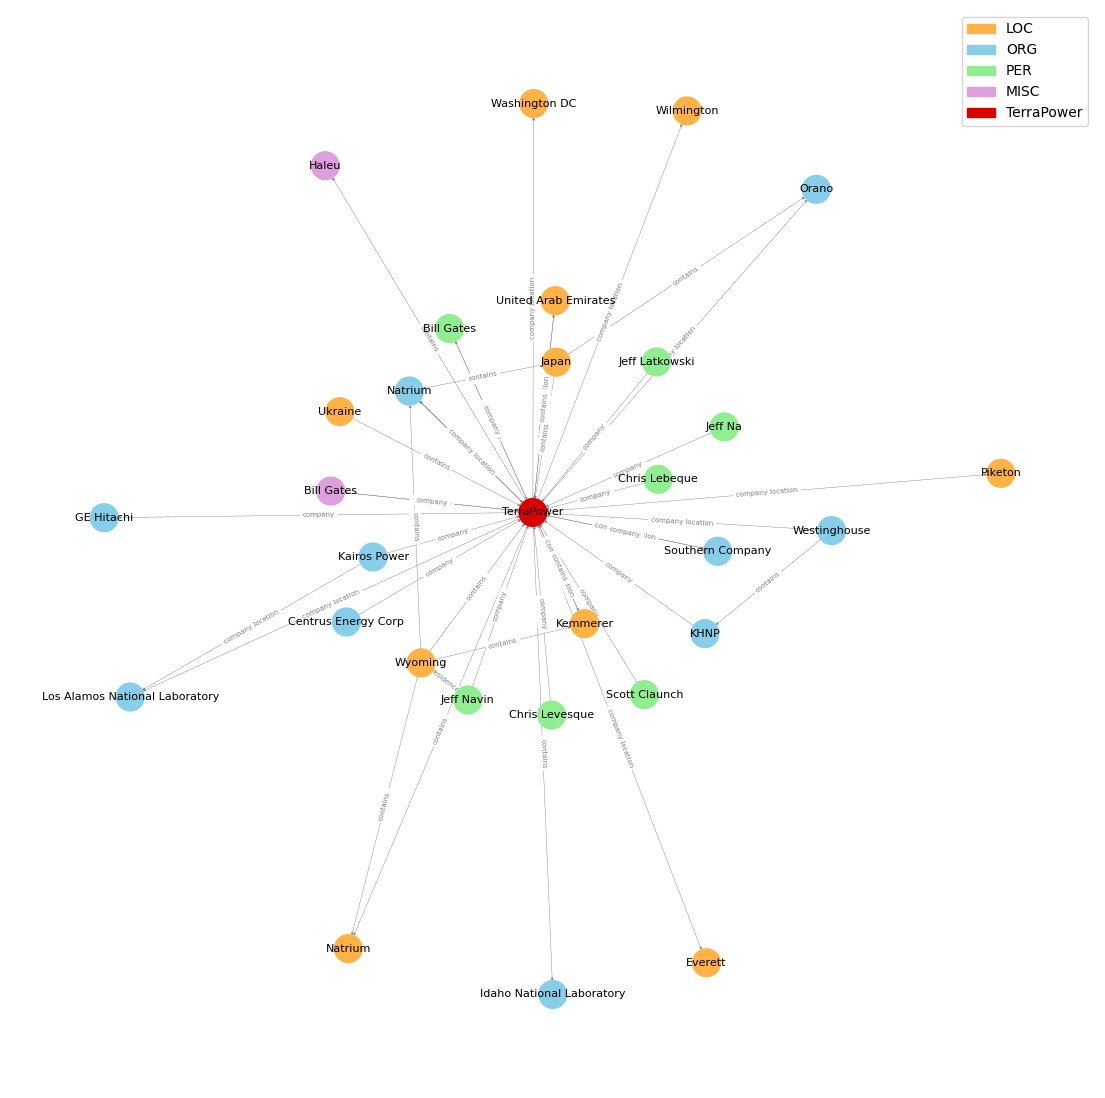 LOC
ORG
PER
MISC
TerraPower
Washington DC
Wilmington
Haleu
Orano
contains
company location
United Arab Emirates
company location
Bill Gates
contains
Japan
Jeff Latkowski
contains
Natrium
contains
Ukraine
company
Jeff Na
contains
company
company location
contains
company
Chris Lebeque
Piketon
Bill Gates
company
company
company location
TerraPower
GE Hitachi
company
company location
Westinghouse
contains
company
company
Southern Company
Kairos Power
contains
company
company
contains
contains
company location
company
company
Centrus Energy Corp
company
Kemmerer
company location
KHNP
contains
Wyoming
Jeff Navin
Scott Claunch
Los Alamos National Laboratory
Chris Levesque
contains
company location
contains
contains
Natrium
Everett
Idaho National Laboratory